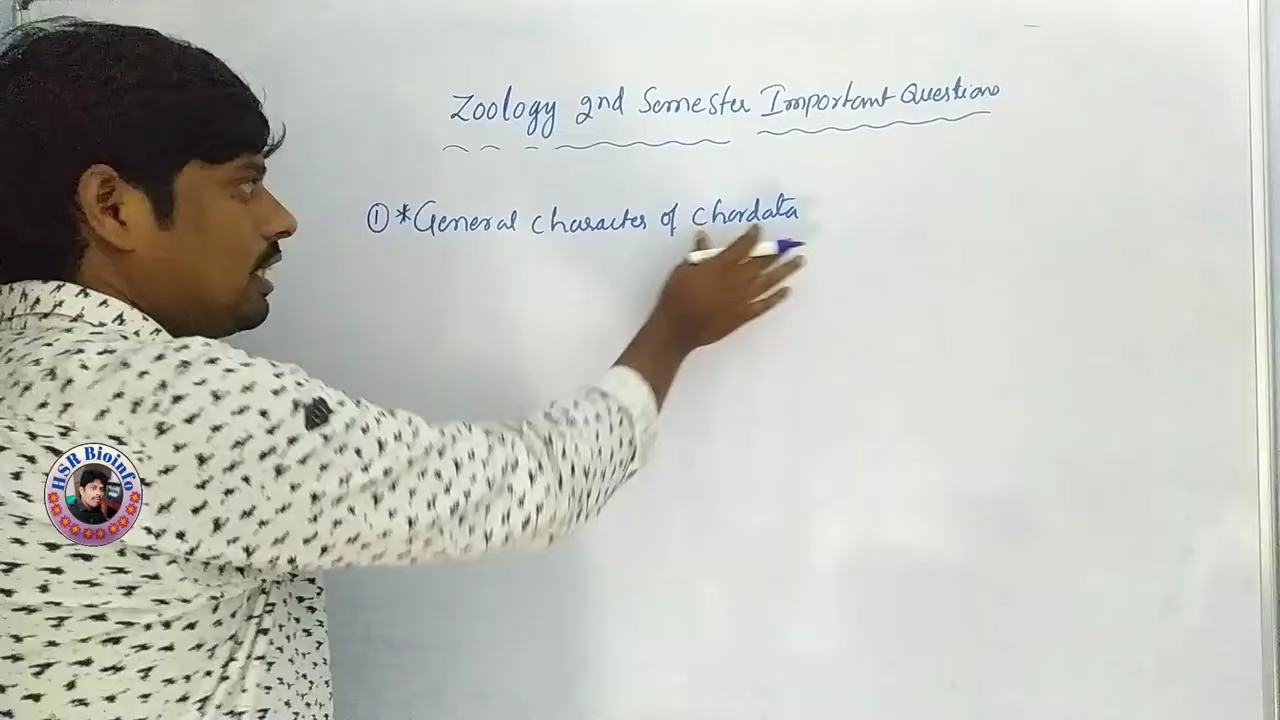 Zoology 2nd Semester Important Questions
① *General characters of Chordata
HSR Bioinfo